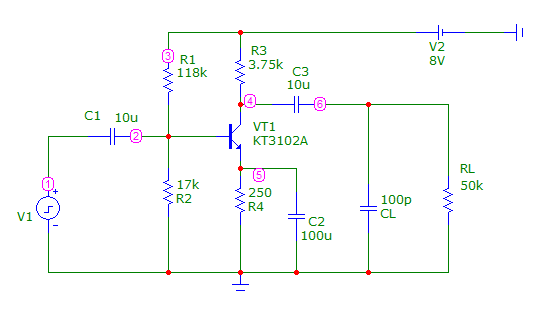 V2
8V
3
R1
118k
R3
3.75k
C3
10u
4
6
C1
10u
2
VT1
KT3102A
5
1
+
V1
-
17k
R2
250
R4
C2
100u
100p
CL
RL
50k